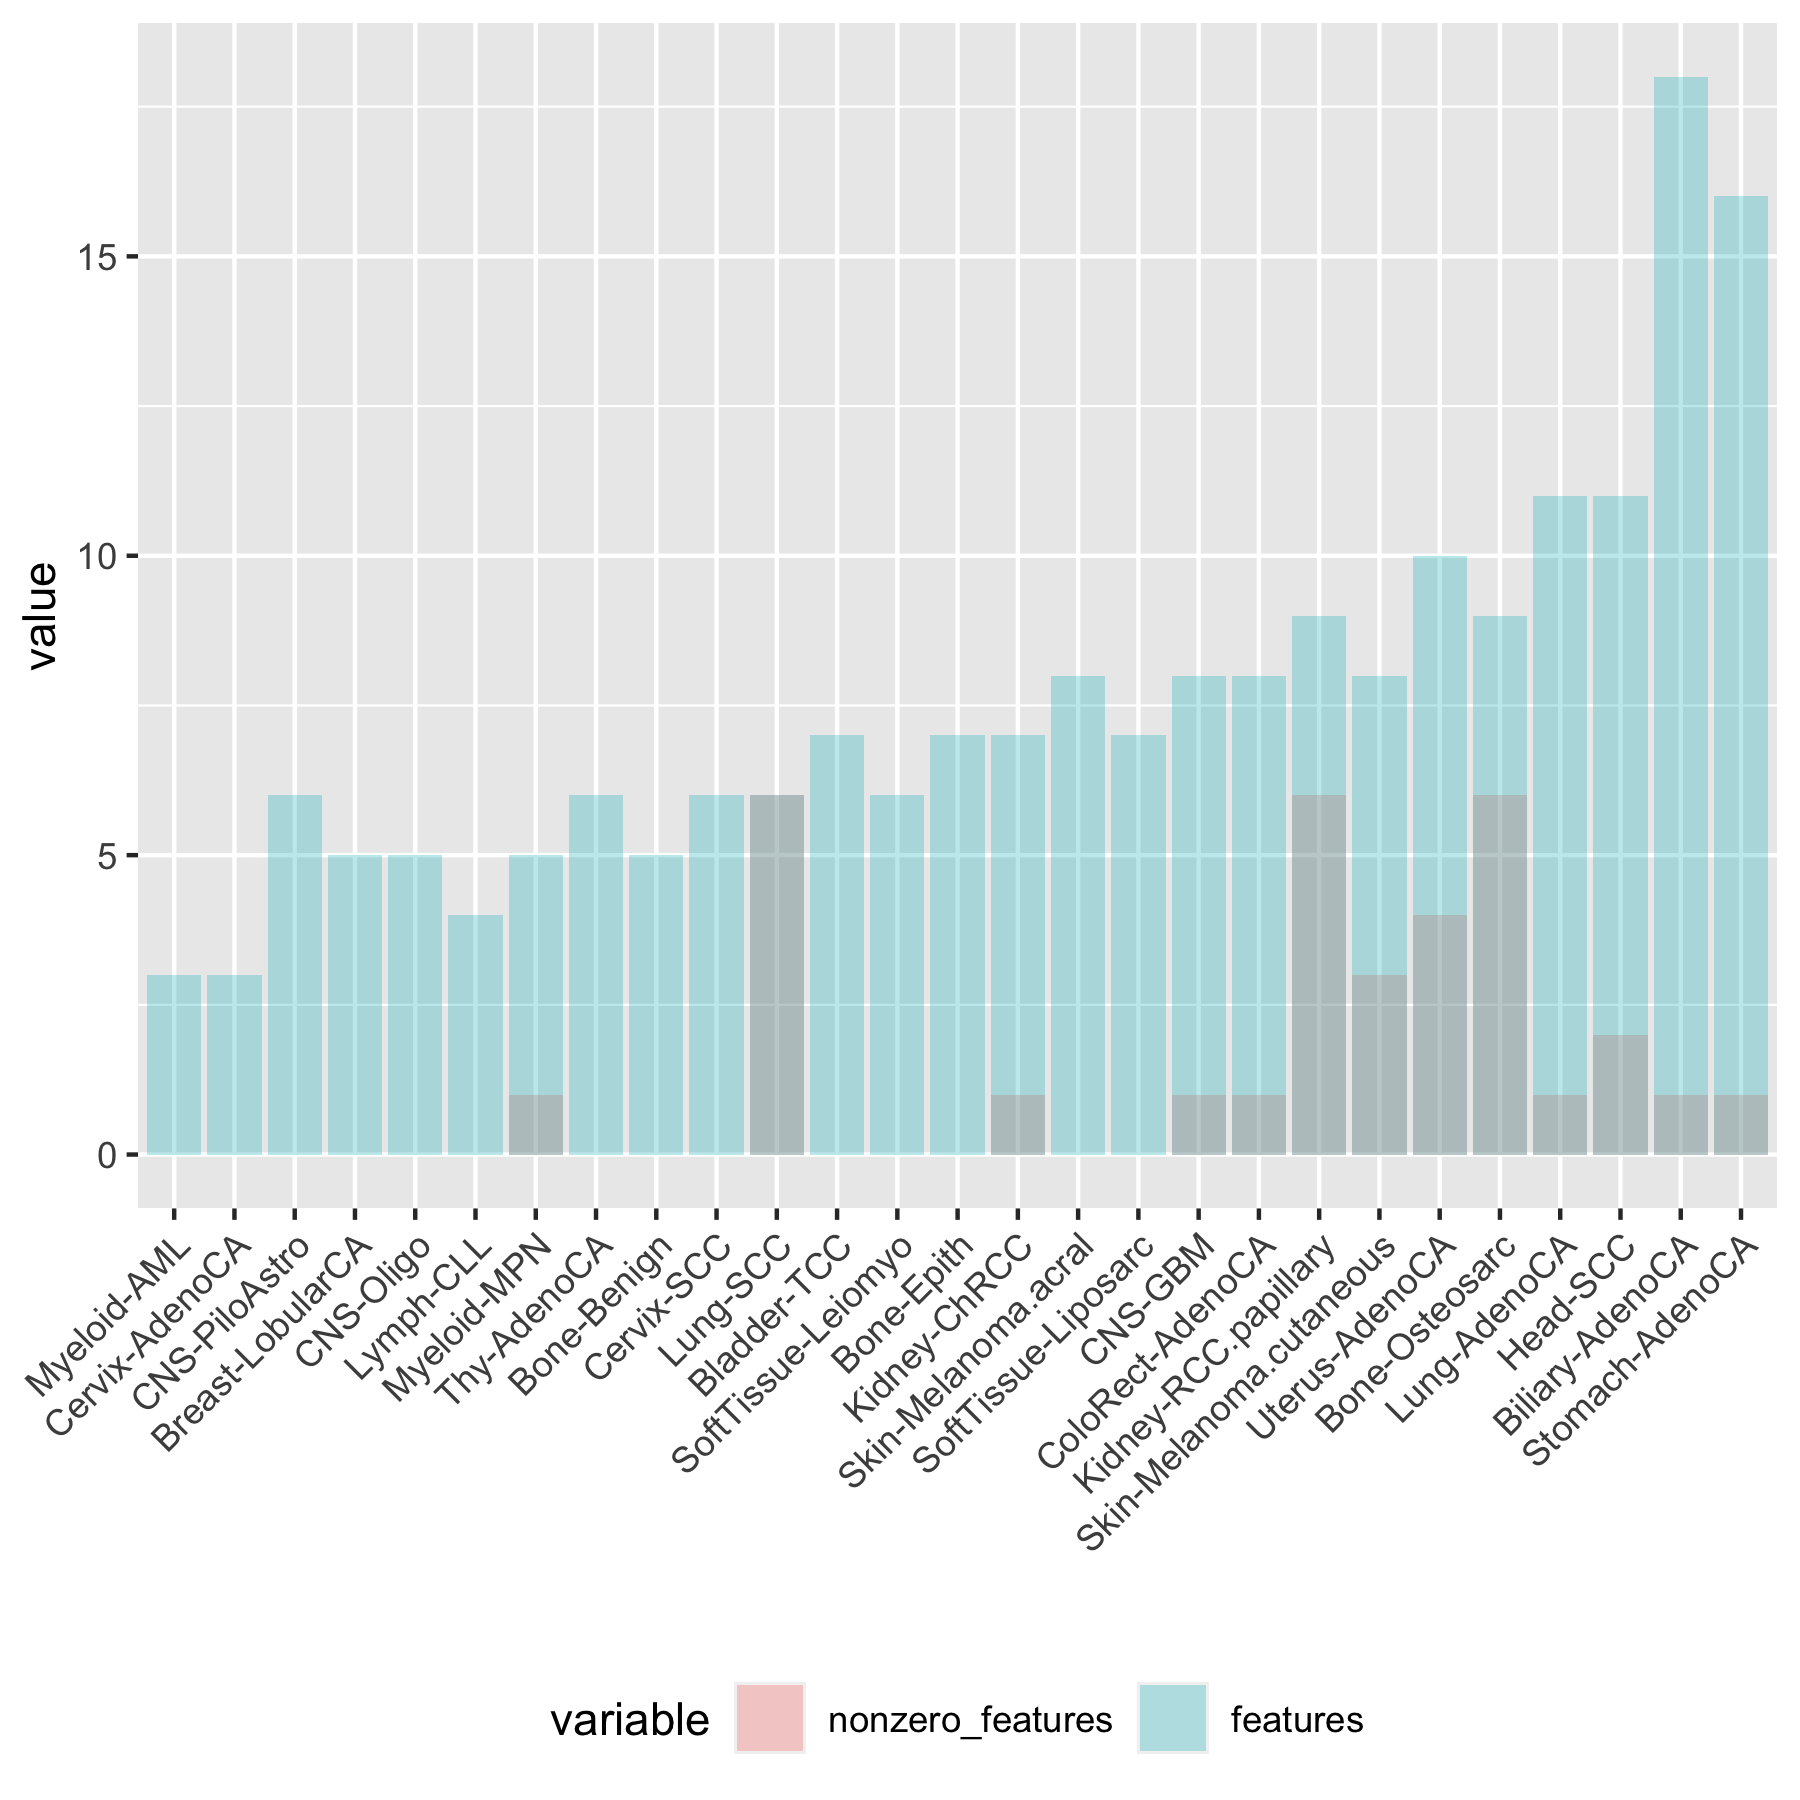 value
15
10
5
0
Myeloid-AML
Cervix-AdenoCA
CNS-PiloAstro
Breast-LobularCA
CNS-Oligo
Lymph-CLL
Myeloid-MPN
Thy-AdenoCA
Bone-Benign
Cervix-SCC
Lung-SCC
Bladder-TCC
SoftTissue-Leiomyo
Bone-Epith
Kidney-ChRCC
Skin-Melanoma.acral
SoftTissue-Liposarc
CNS-GBM
ColoRect-AdenoCA
Kidney-RCC.papillary
Skin-Melanoma.cutaneous
Uterus-AdenoCA
Bone-Osteosarc
Lung-AdenoCA
Head-SCC
Biliary-AdenoCA
Stomach-AdenoCA
variable nonzero_features features